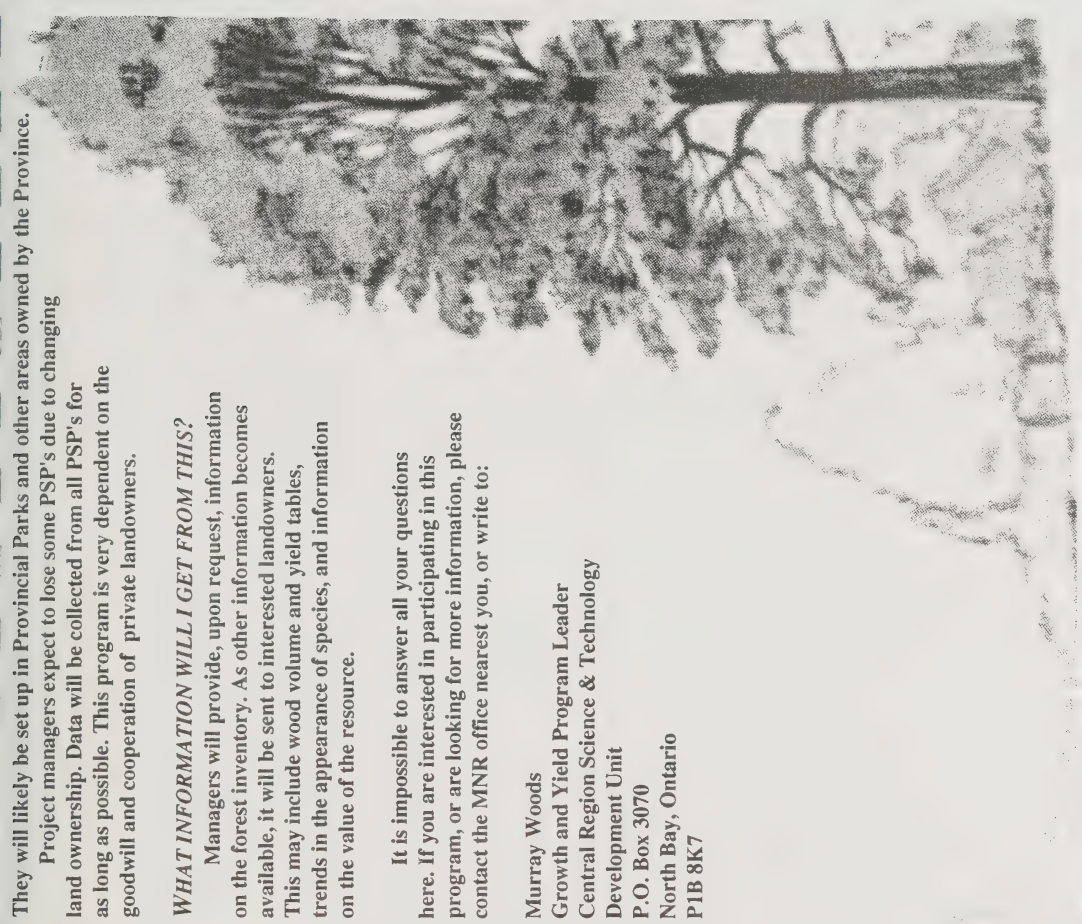 They will likely be set up in Provincial Parks and other areas owned by the Province.
Project managers expect to lose some PSP's due to changing
land ownership. Data will be collected from all PSP's for
as long as possible. This program is very dependent on the
goodwill and cooperation of private landowners.
WHAT INFORMATION WILL I GET FROM THIS?
Managers will provide, upon request, information
on the forest inventory. As other information becomes
available, it will be sent to interested landowners.
This may include wood volume and yield tables,
trends in the appearance of species, and information
on the value of the resource.
It is impossible to answer all your questions
here. If you are interested in participating in this
program, or are looking for more information, please
contact the MNR office nearest you, or write to:
Murray Woods
Growth and Yield Program Leader
Central Region Science & Technology
Development Unit
P.O. Box 3070
North Bay, Ontario
P1B 8K7